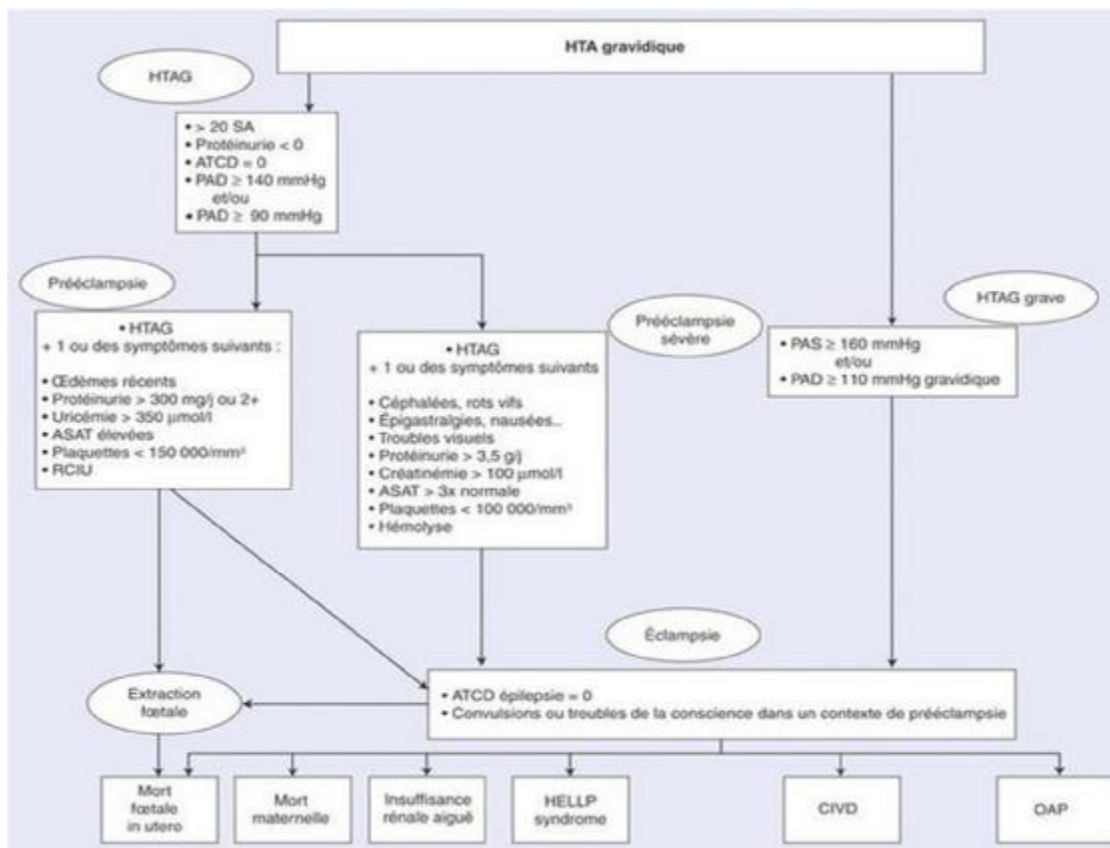 HTA gravidique
HTAG
• > 20 SA
• Protéinurie < 0
• ATCD = 0
• PAD ≥ 140 mmHg
et/ou
• PAD ≥ 90 mmHg
Prééclampsie
• HTAG
+ 1 ou des symptômes suivants :
• Œdèmes récents
• Protéinurie > 300 mg/j ou 2+
• Uricémie > 350 µmol/l
• ASAT élevées
• Plaquettes < 150 000/mm³
• RCIU
Prééclampsie
sévère
• HTAG
+ 1 ou des symptômes suivants
• Céphalées, rots vifs
• Épigastralgies, nausées..
• Troubles visuels
• Protéinurie > 3,5 g/j
• Créatinémie > 100 µmol/l
• ASAT > 3x normale
• Plaquettes < 100 000/mm³
• Hémolyse
HTAG grave
• PAS ≥ 160 mmHg
et/ou
• PAD ≥ 110 mmHg gravidique
Éclampsie
• ATCD épilepsie = 0
• Convulsions ou troubles de la conscience dans un contexte de prééclampsie
Extraction
fœtale
Mort
fœtale
in utero
Mort
maternelle
Insuffisance
rénale aiguë
HELLP
syndrome
CIVD
OAP